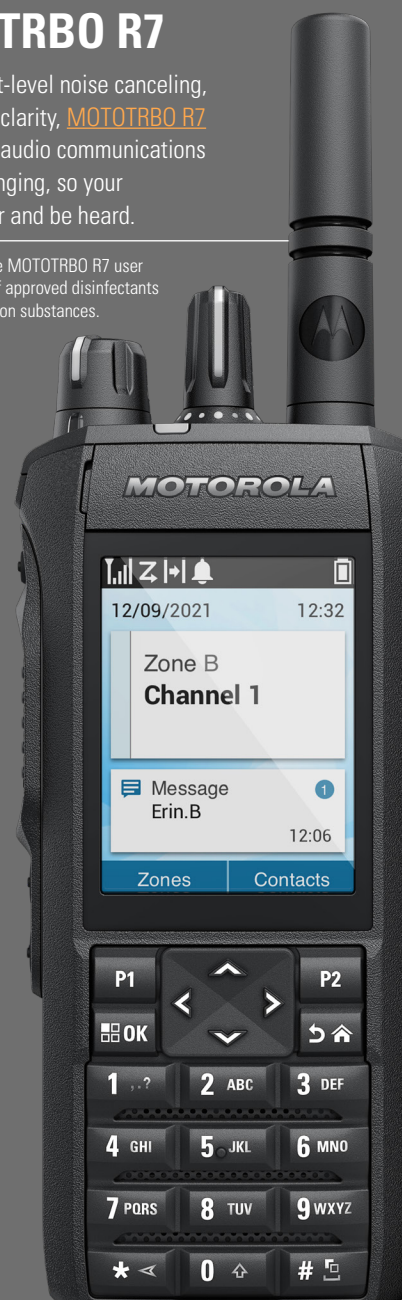 TRBO R7
t-level noise canceling,
clarity, MOTOTRBO R7
audio communications
nging, so your
r and be heard.
e MOTOTRBO R7 user
f approved disinfectants
on substances.
MOTOROLA
12/09/2021 12:32
Zone B
Channel 1
Message 1
Erin.B
12:06
Zones Contacts
P1 P2
OK
1 ,.? 2 ABC 3 DEF
4 GHI 5 JKL 6 MNO
7 PQRS 8 TUV 9 WXYZ
* 0 #